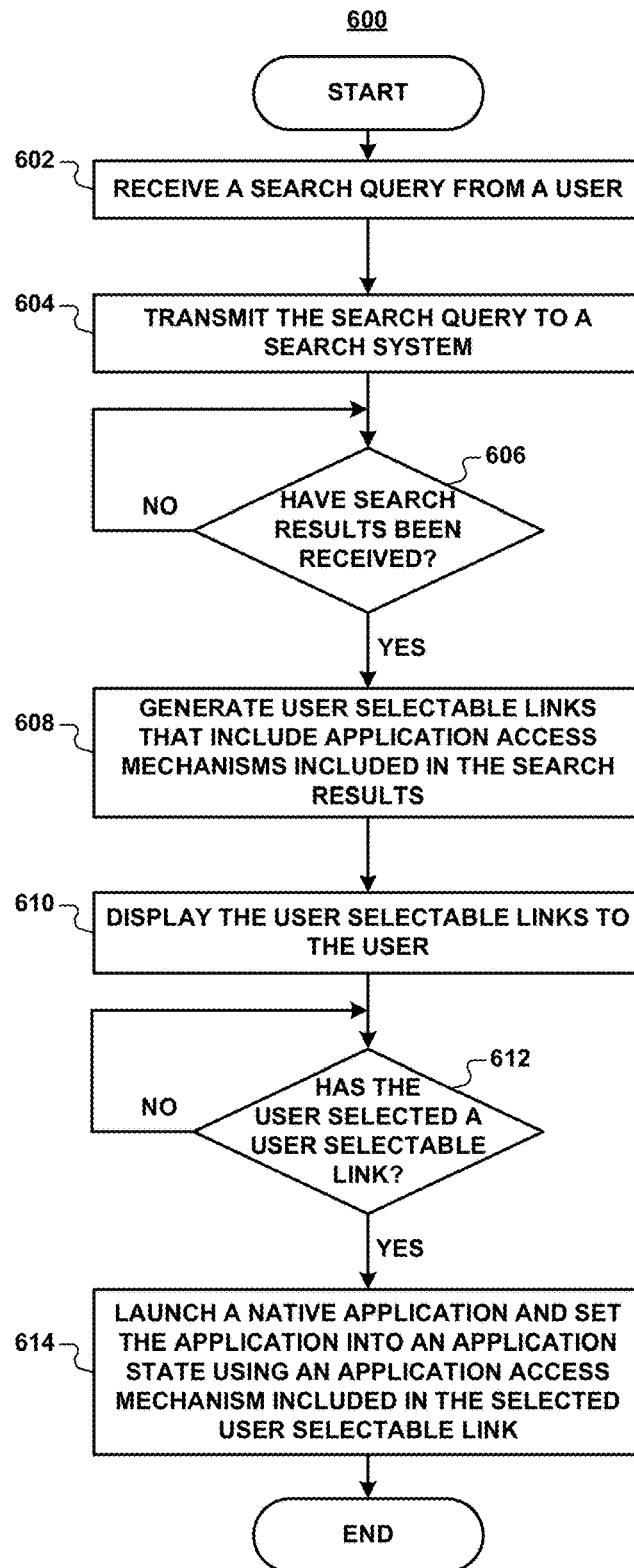 600
START
602
RECEIVE A SEARCH QUERY FROM A USER
604
TRANSMIT THE SEARCH QUERY TO A
SEARCH SYSTEM
606
HAVE SEARCH
RESULTS BEEN
RECEIVED?
NO
YES
608
GENERATE USER SELECTABLE LINKS
THAT INCLUDE APPLICATION ACCESS
MECHANISMS INCLUDED IN THE SEARCH
RESULTS
610
DISPLAY THE USER SELECTABLE LINKS TO
THE USER
612
HAS THE
USER SELECTED A
USER SELECTABLE
LINK?
NO
YES
614
LAUNCH A NATIVE APPLICATION AND SET
THE APPLICATION INTO AN APPLICATION
STATE USING AN APPLICATION ACCESS
MECHANISM INCLUDED IN THE SELECTED
USER SELECTABLE LINK
END